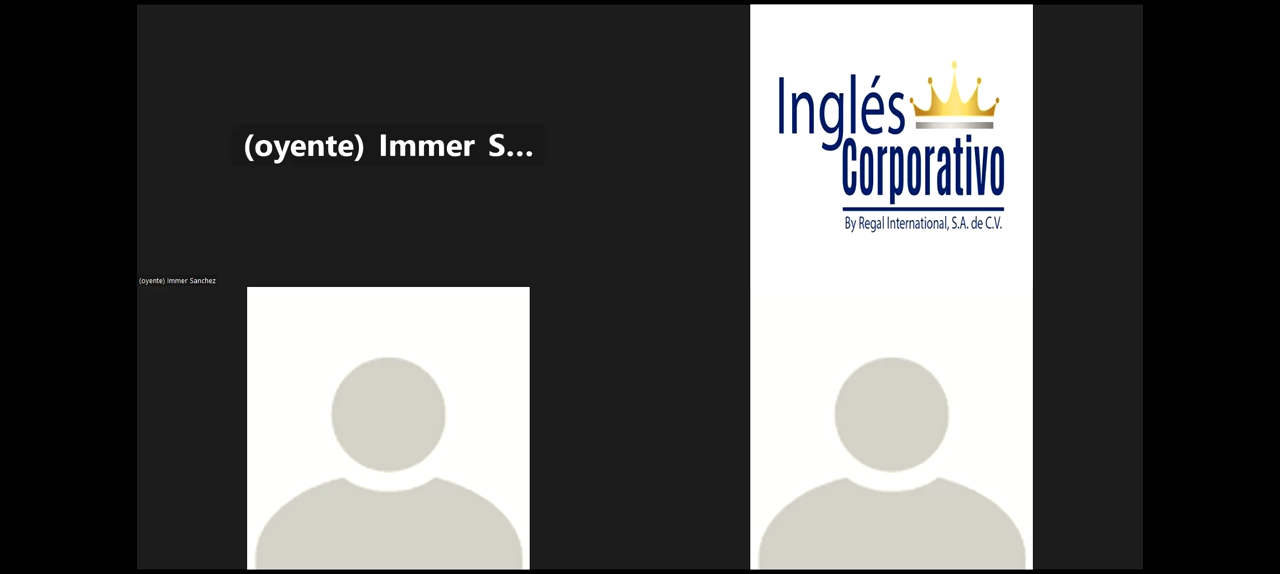 (oyente) Immer S...
(oyente) Immer Sanchez
Inglés
Corporativo
By Regal International, S.A. de C.V.